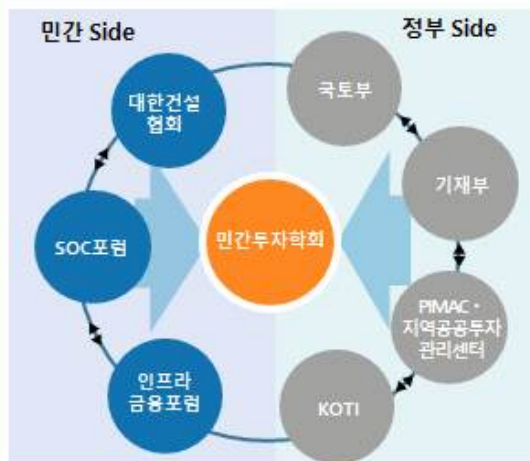 민간 Side
정부 Side
대한건설
협회
국토부
기재부
SOC포럼
민간투자학회
PIMAC·
지역공공투자
관리센터
인프라
금융포럼
KOTI